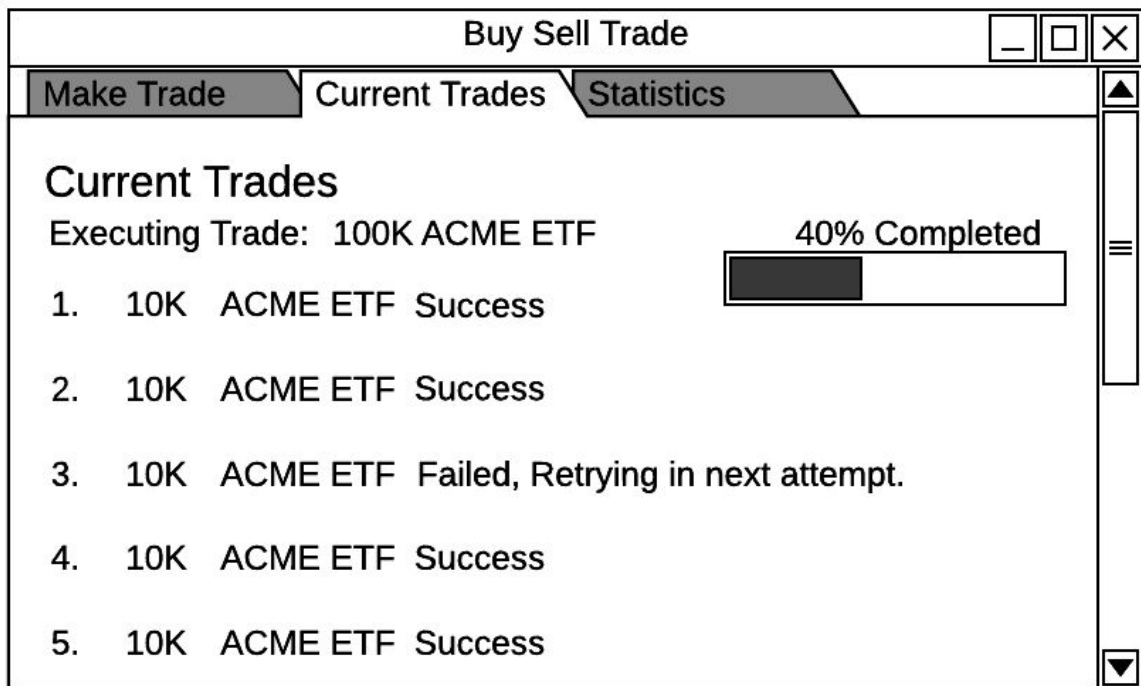 Buy Sell Trade
Make Trade Current Trades Statistics
Current Trades
Executing Trade: 100K ACME ETF 40% Completed
1. 10K ACME ETF Success
2. 10K ACME ETF Success
3. 10K ACME ETF Failed, Retrying in next attempt.
4. 10K ACME ETF Success
5. 10K ACME ETF Success